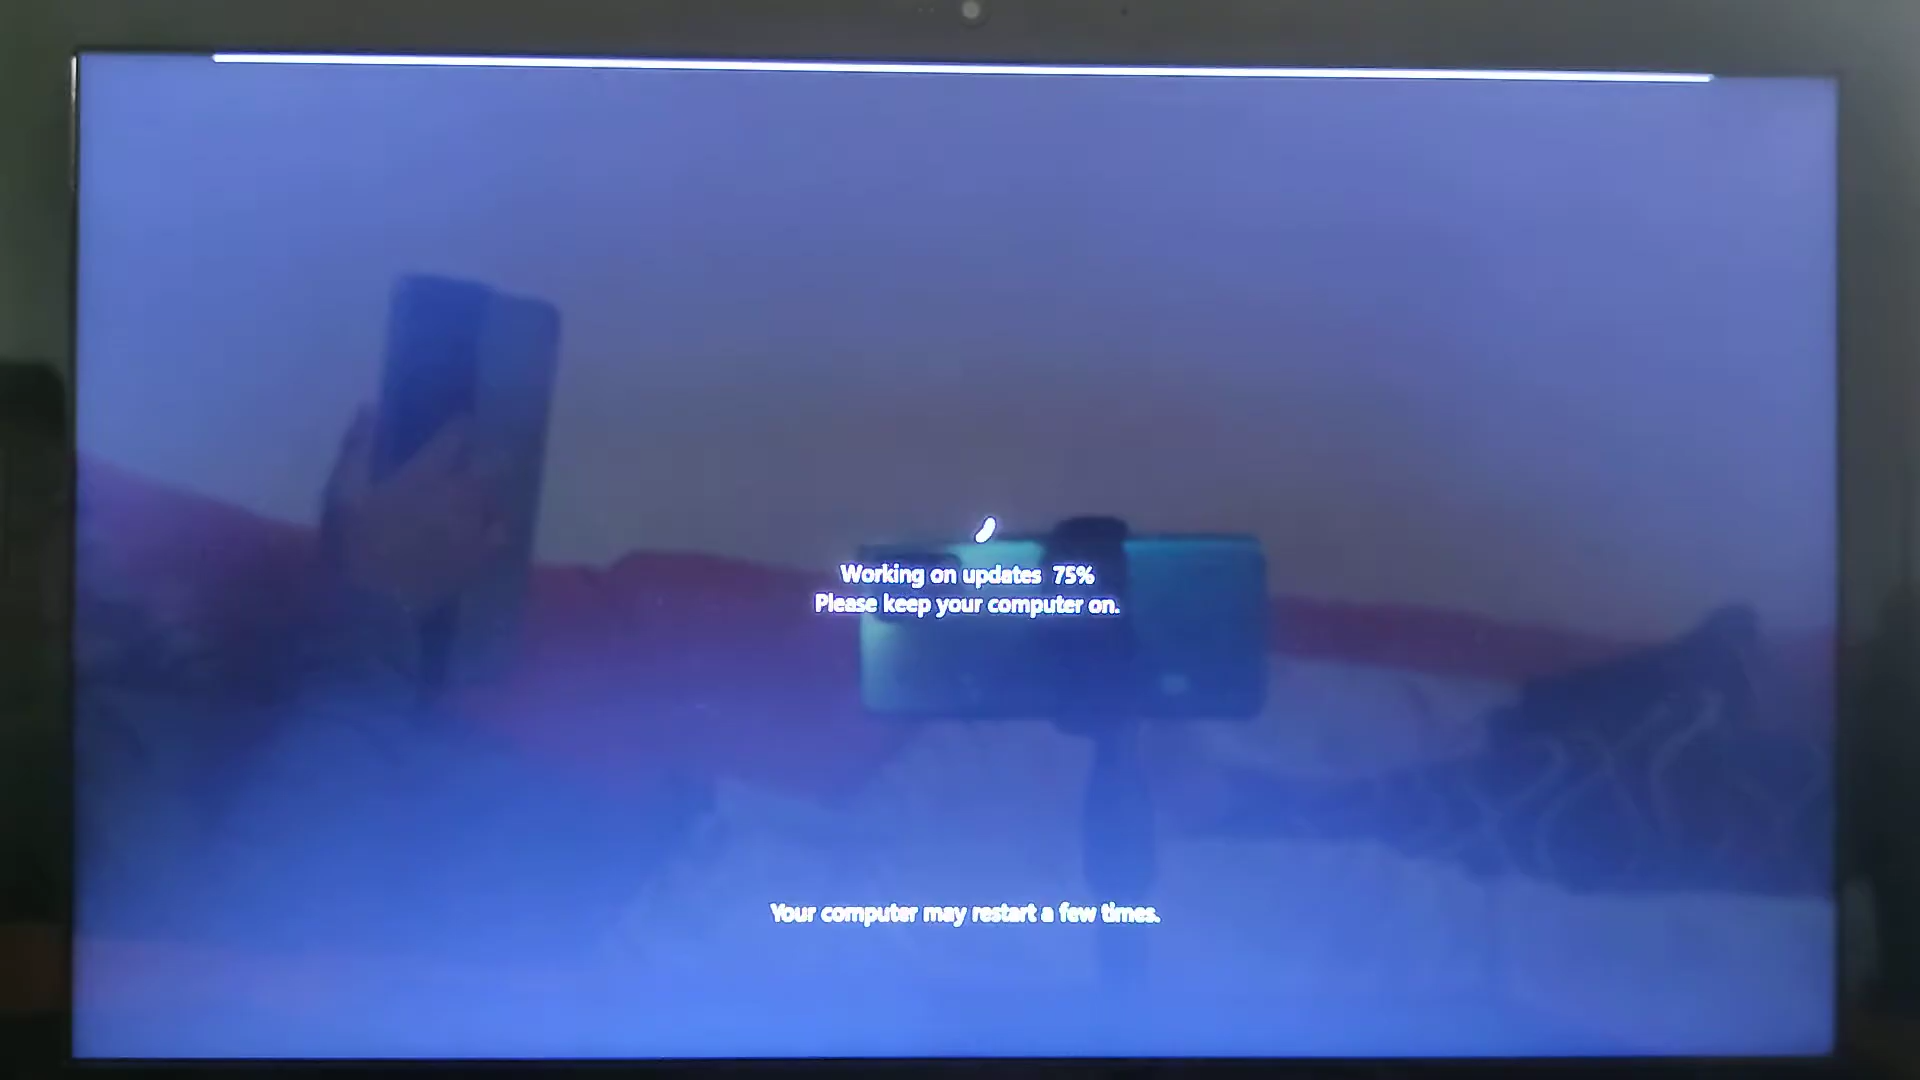 Working on updates 75%
Please keep your computer on.
Your computer may restart a few times.